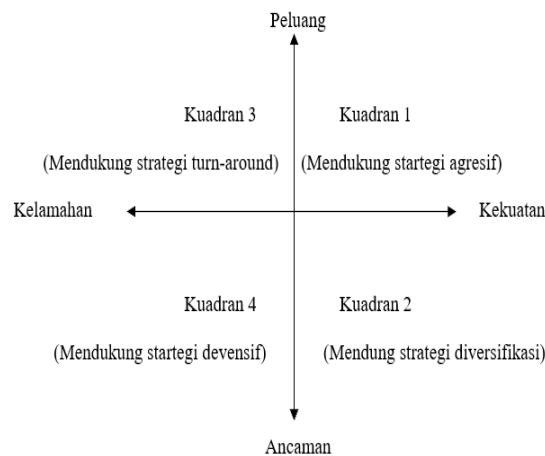 Peluang
Kuadran 3
Kuadran 1
(Mendukung strategi turn-around)
(Mendukung startegi agresif)
Kelamahan
Kekuatan
Kuadran 4
Kuadran 2
(Mendukung startegi devensif)
(Mendung strategi diversifikasi)
Ancaman